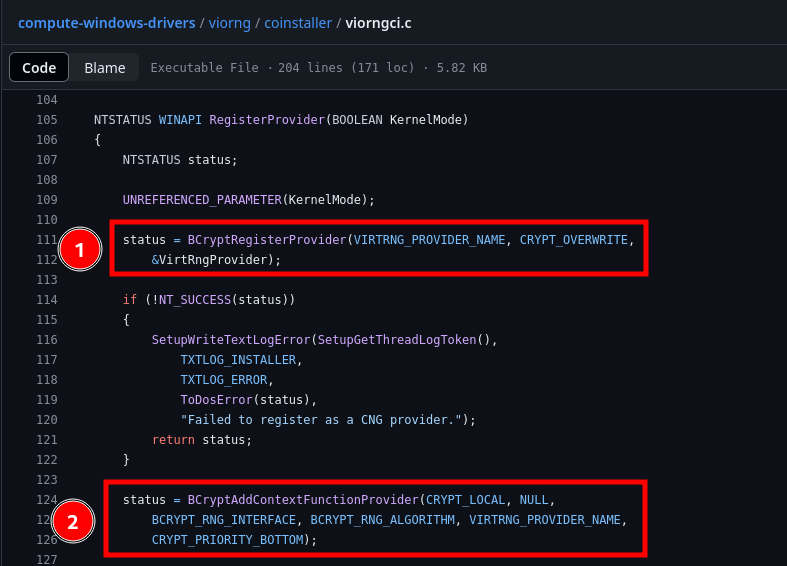 compute-windows-drivers / viorng / coinstaller / viorngci.c
Code Blame Executable File · 204 lines (171 loc) · 5.82 KB
104
105 NTSTATUS WINAPI RegisterProvider(BOOLEAN KernelMode)
106 {
107 NTSTATUS status;
108
109 UNREFERENCED_PARAMETER(KernelMode);
110
111 status = BCryptRegisterProvider(VIRTRNG_PROVIDER_NAME, CRYPT_OVERWRITE,
1
112 &VirtRngProvider);
113
114 if (!NT_SUCCESS(status))
115 {
116 SetupWriteTextLogError(SetupGetThreadLogToken(),
117 TXTLOG_INSTALLER,
118 TXTLOG_ERROR,
119 ToDosError(status),
120 "Failed to register as a CNG provider.");
121 return status;
122 }
123
124 status = BCryptAddContextFunctionProvider(CRYPT_LOCAL, NULL,
2
BCRYPT_RNG_INTERFACE, BCRYPT_RNG_ALGORITHM, VIRTRNG_PROVIDER_NAME,
126 CRYPT_PRIORITY_BOTTOM);
127